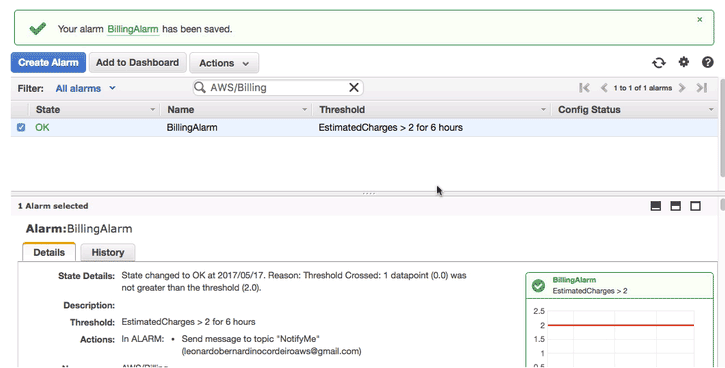 Your alarm BillingAlarm has been saved.
×
Create Alarm Add to Dashboard Actions
Filter: All alarms AWS/Billing 1 to 1 of 1 alarms
State Name Threshold Config Status
OK BillingAlarm EstimatedCharges > 2 for 6 hours
1 Alarm selected
Alarm:BillingAlarm
Details History
State Details: State changed to OK at 2017/05/17. Reason: Threshold Crossed: 1 datapoint (0.0) was
not greater than the threshold (2.0).
Description:
Threshold: EstimatedCharges > 2 for 6 hours
Actions: In ALARM: • Send message to topic "NotifyMe"
(leonardobernardinocordeiroaws@gmail.com)
AWS/Billing
BillingAlarm
EstimatedCharges > 2
2.5
2
1.5
1
0.5